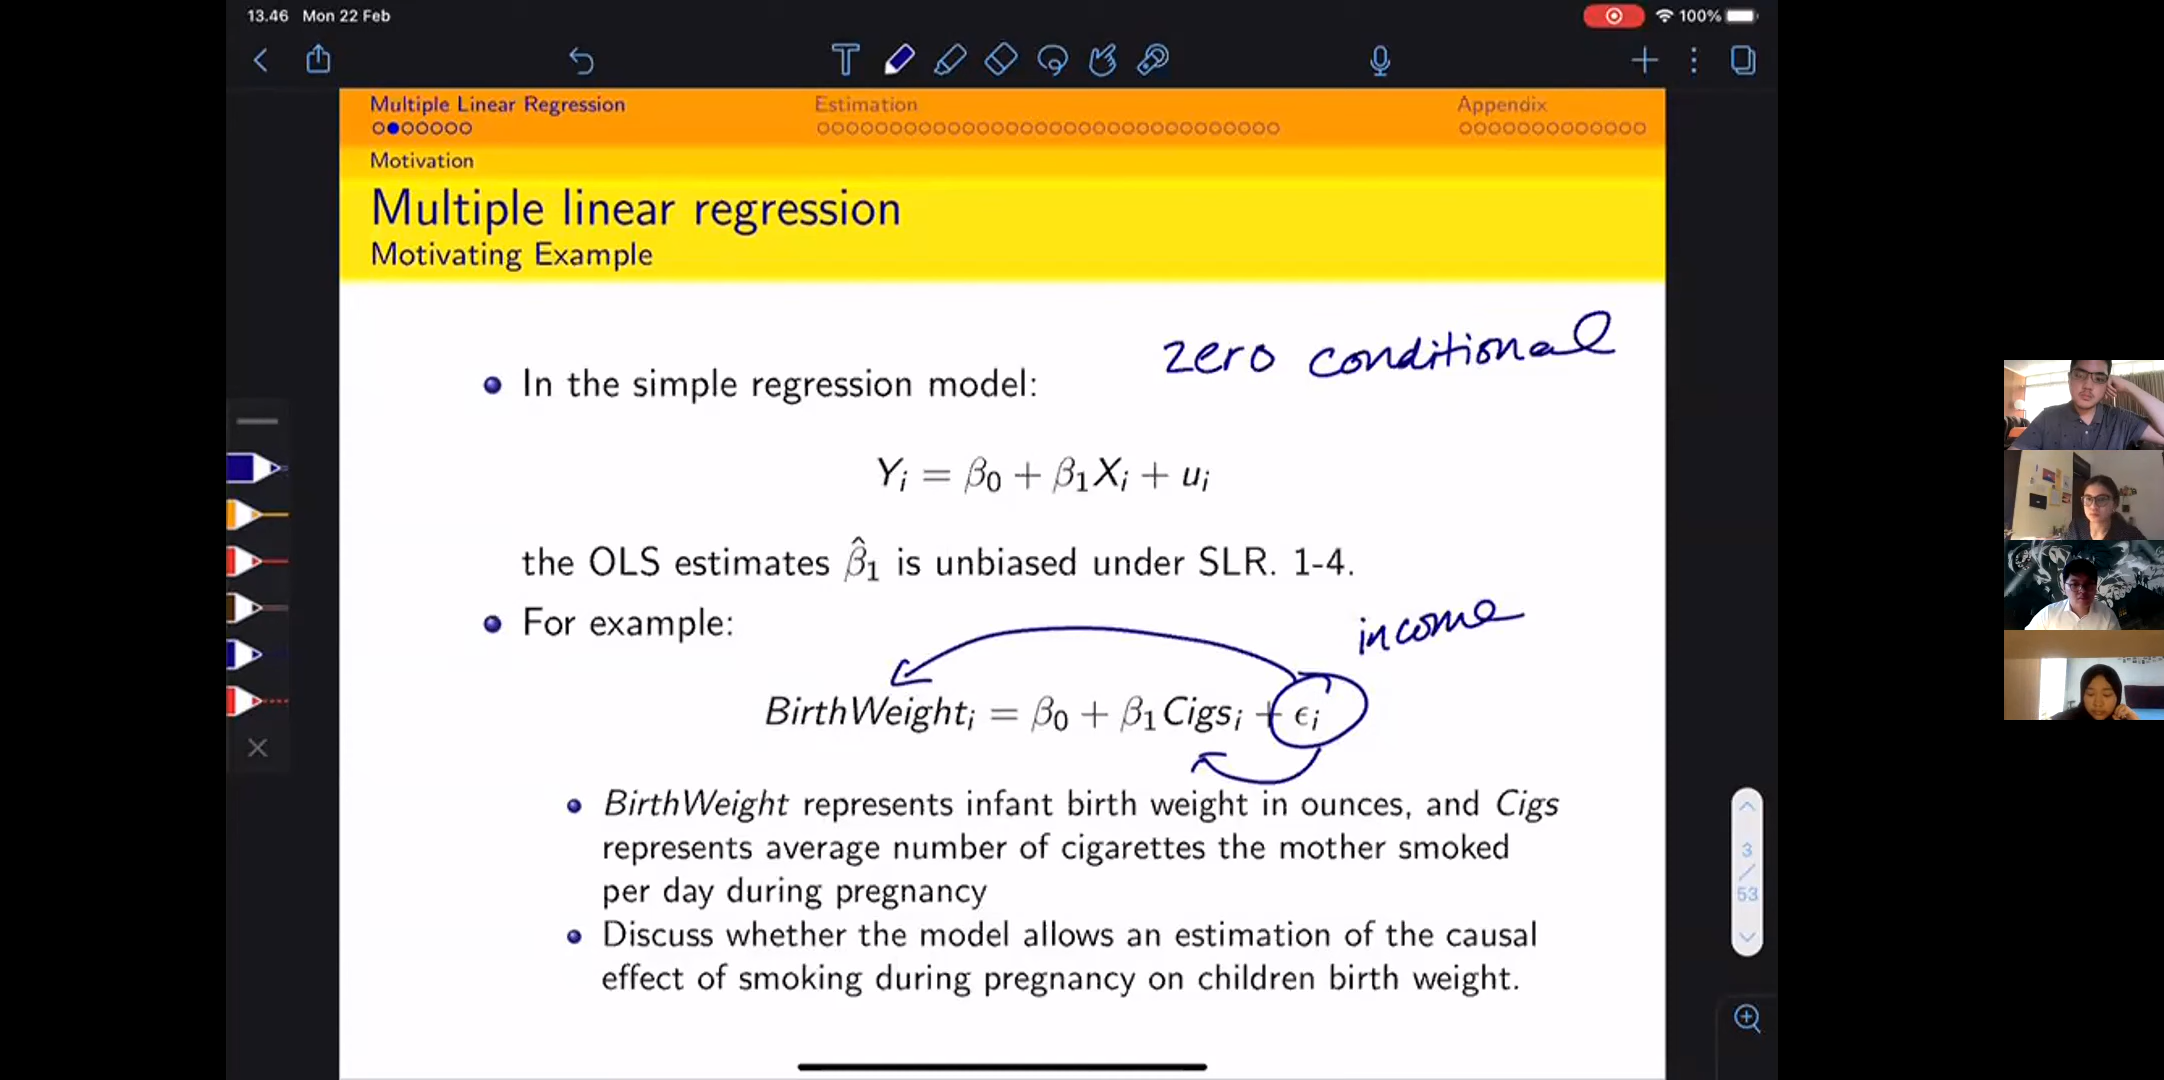 13.46 Mon 22 Feb
100%
Multiple Linear Regression
Estimation
Appendix
Motivation
Multiple linear regression
Motivating Example
zero conditional
In the simple regression model:
Yᵢ = β₀ + β₁Xᵢ + uᵢ
the OLS estimates β̂₁ is unbiased under SLR. 1-4.
For example:
income
BirthWeightᵢ = β₀ + β₁Cigsᵢ + ϵᵢ
BirthWeight represents infant birth weight in ounces, and Cigs
represents average number of cigarettes the mother smoked
per day during pregnancy
Discuss whether the model allows an estimation of the causal
effect of smoking during pregnancy on children birth weight.
3
/
53